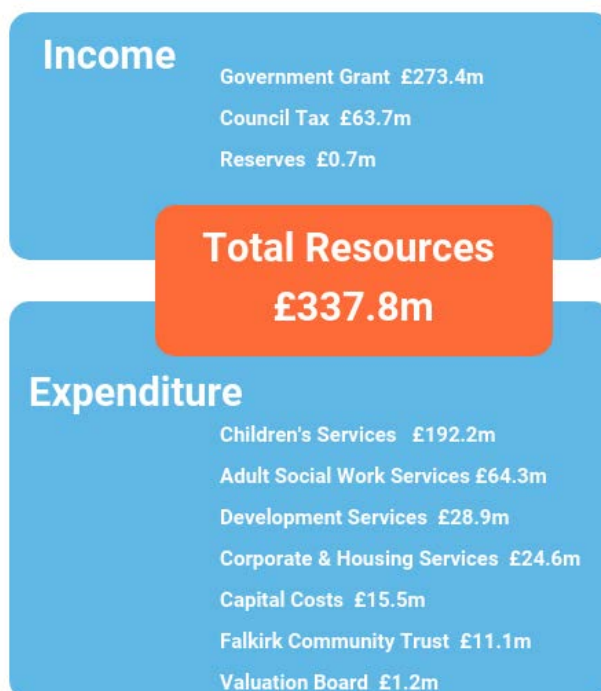 Income
Government Grant £273.4m
Council Tax £63.7m
Reserves £0.7m
Total Resources
£337.8m
Expenditure
Children's Services £192.2m
Adult Social Work Services £64.3m
Development Services £28.9m
Corporate & Housing Services £24.6m
Capital Costs £15.5m
Falkirk Community Trust £11.1m
Valuation Board £1.2m